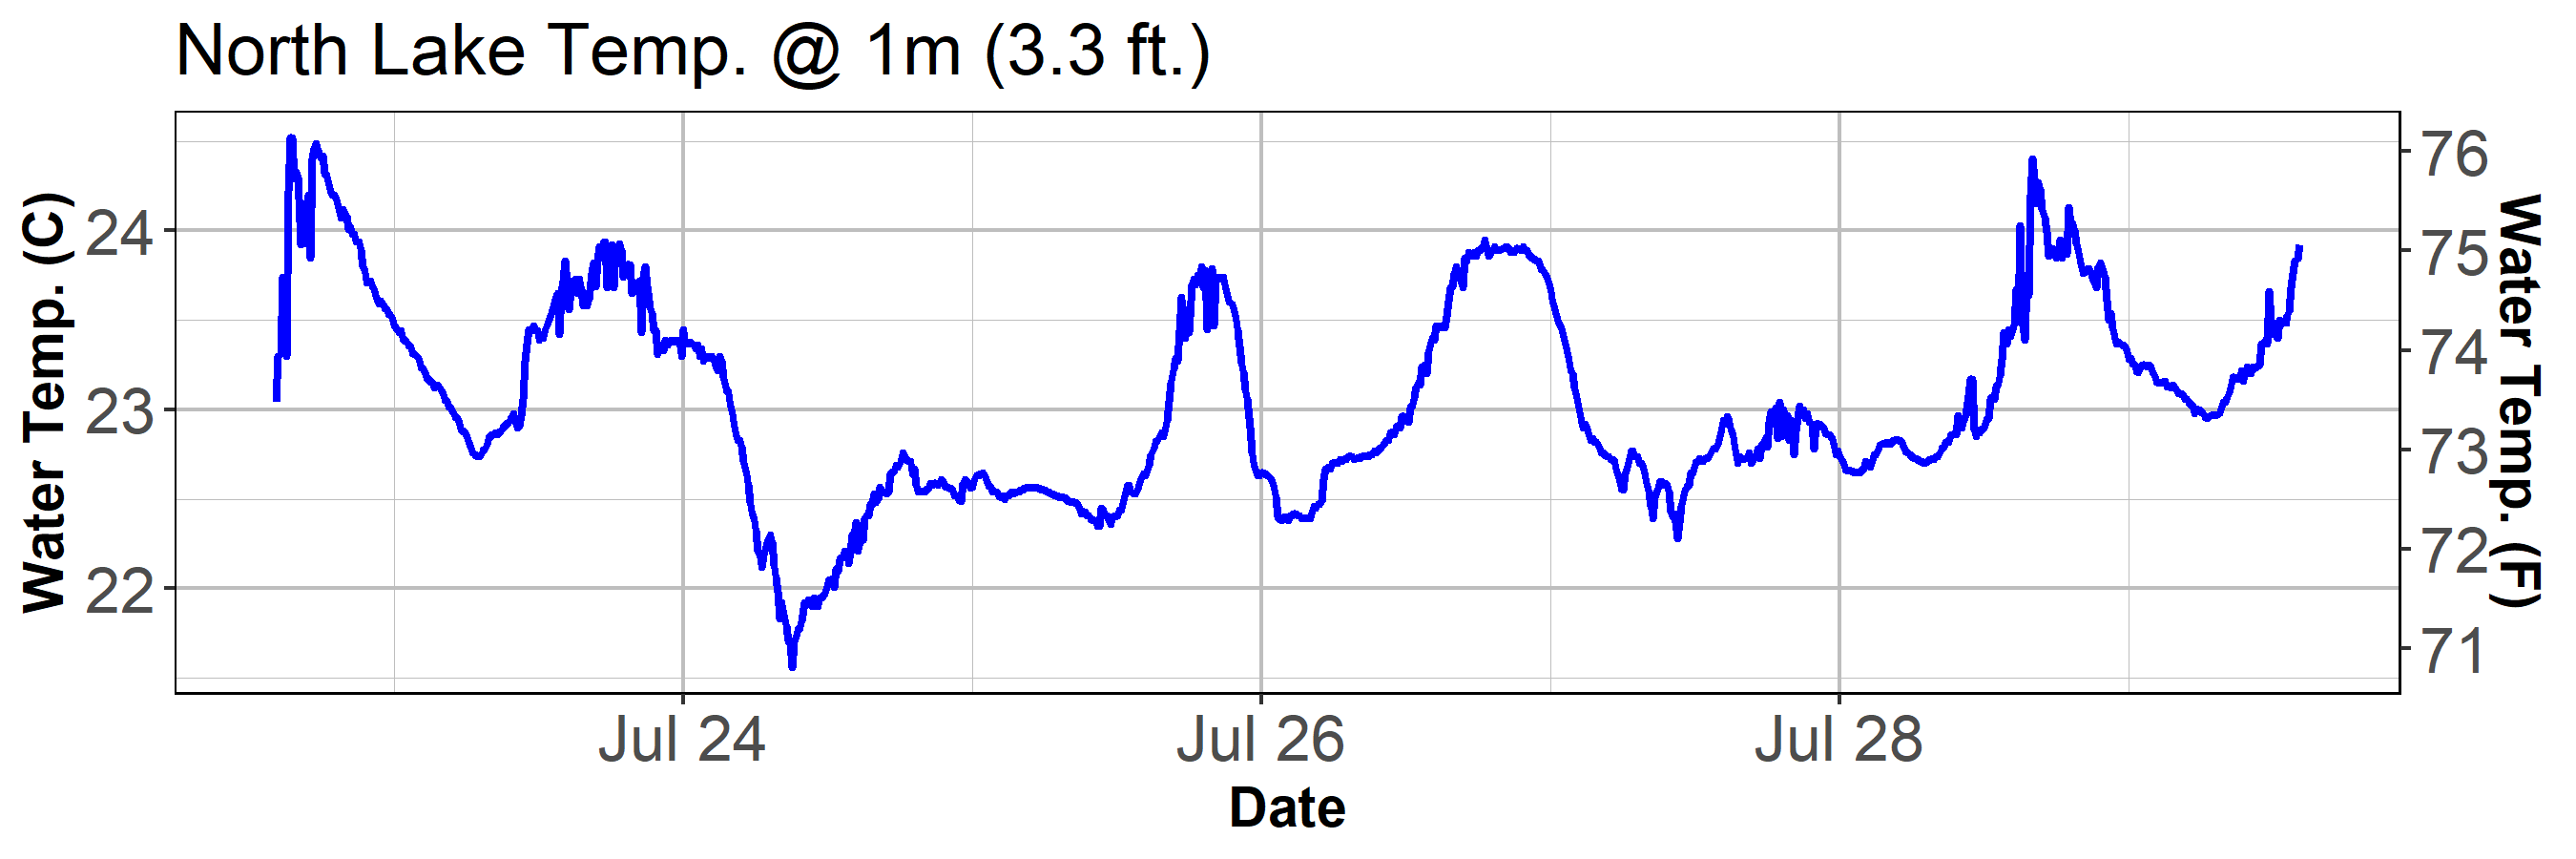 North Lake Temp. @ 1m (3.3 ft.)
Water Temp. (C)
24
23
22
76
75
74
73
72
71
Water Temp. (F)
Jul 24
Jul 26
Jul 28
Date